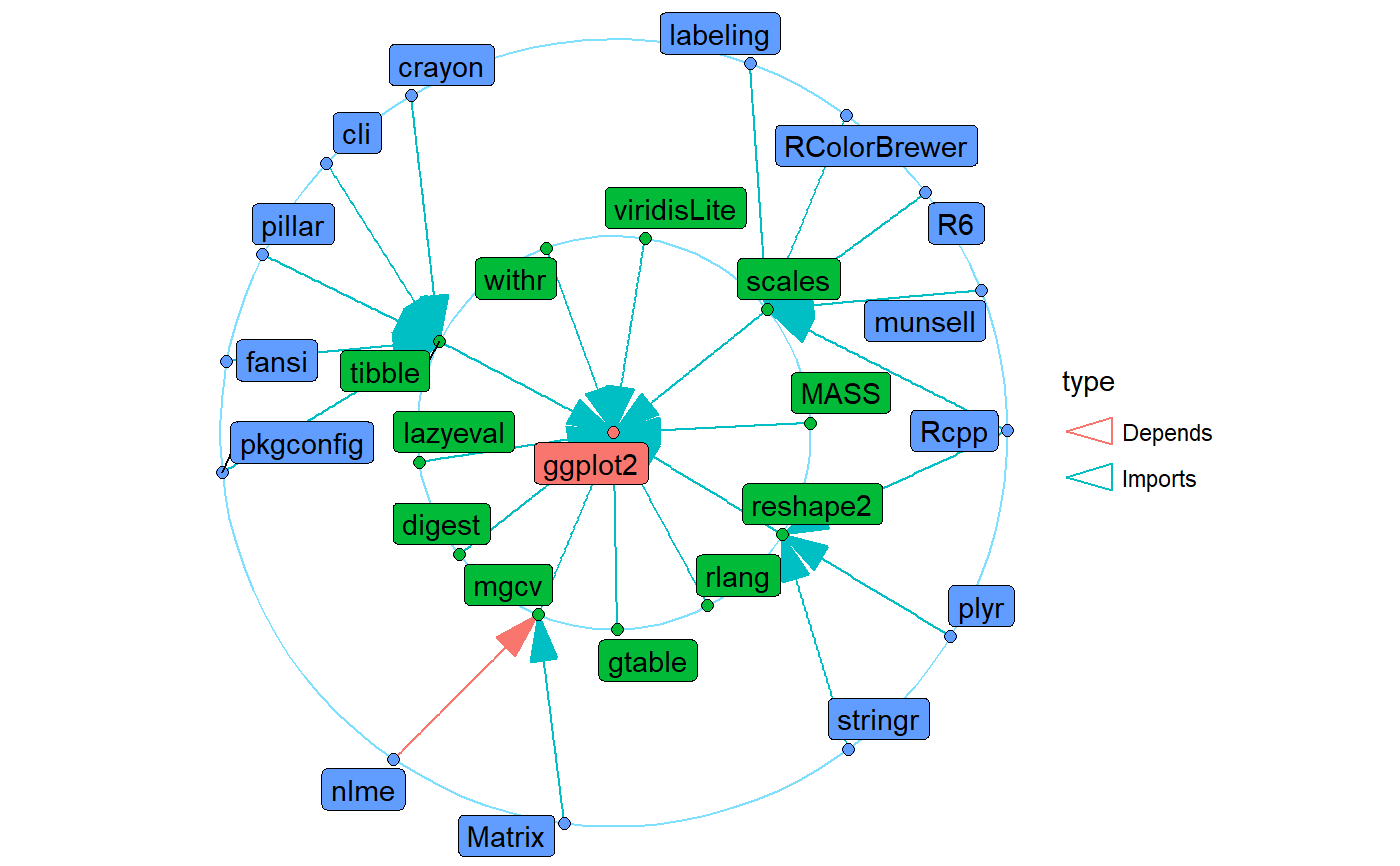 labeling
crayon
cli
RColorBrewer
viridisLite
pillar
R6
withr
scales
munsell
fansi
tibble
type
MASS
lazyeval
Rcpp
Depends
pkgconfig
ggplot2
Imports
reshape2
digest
rlang
mgcv
plyr
gtable
stringr
nlme
Matrix